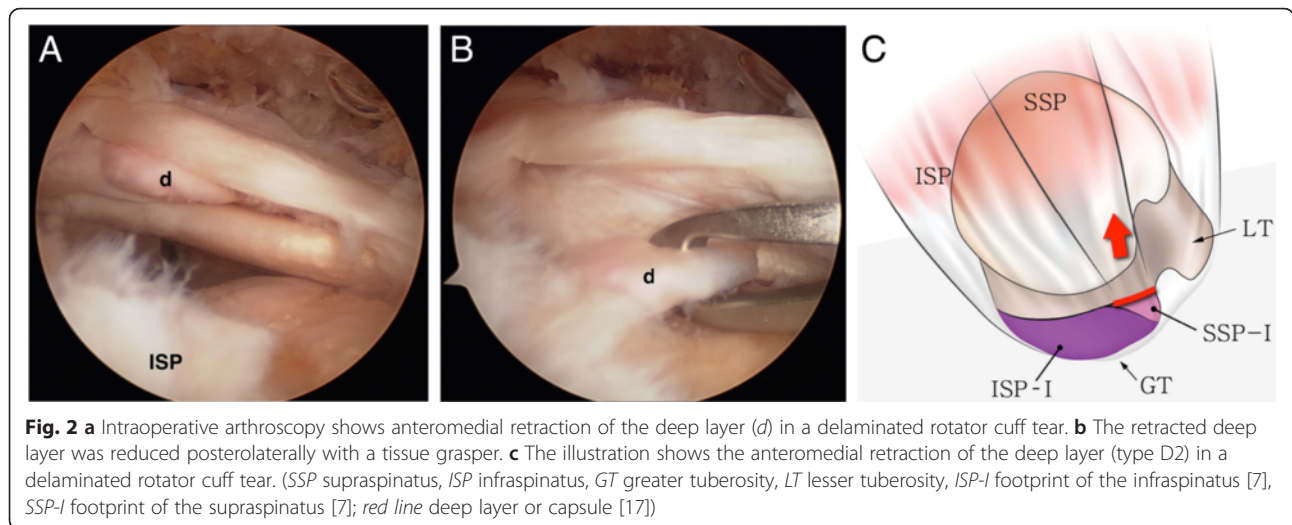 A
B
C
d
ISP
d
SSP
ISP
LT
SSP-I
ISP-I
GT
Fig. 2 a Intraoperative arthroscopy shows anteromedial retraction of the deep layer (d) in a delaminated rotator cuff tear. b The retracted deep
layer was reduced posterolaterally with a tissue grasper. c The illustration shows the anteromedial retraction of the deep layer (type D2) in a
delaminated rotator cuff tear. (SSP supraspinatus, ISP infraspinatus, GT greater tuberosity, LT lesser tuberosity, ISP-I footprint of the infraspinatus [7],
SSP-I footprint of the supraspinatus [7]; red line deep layer or capsule [17])